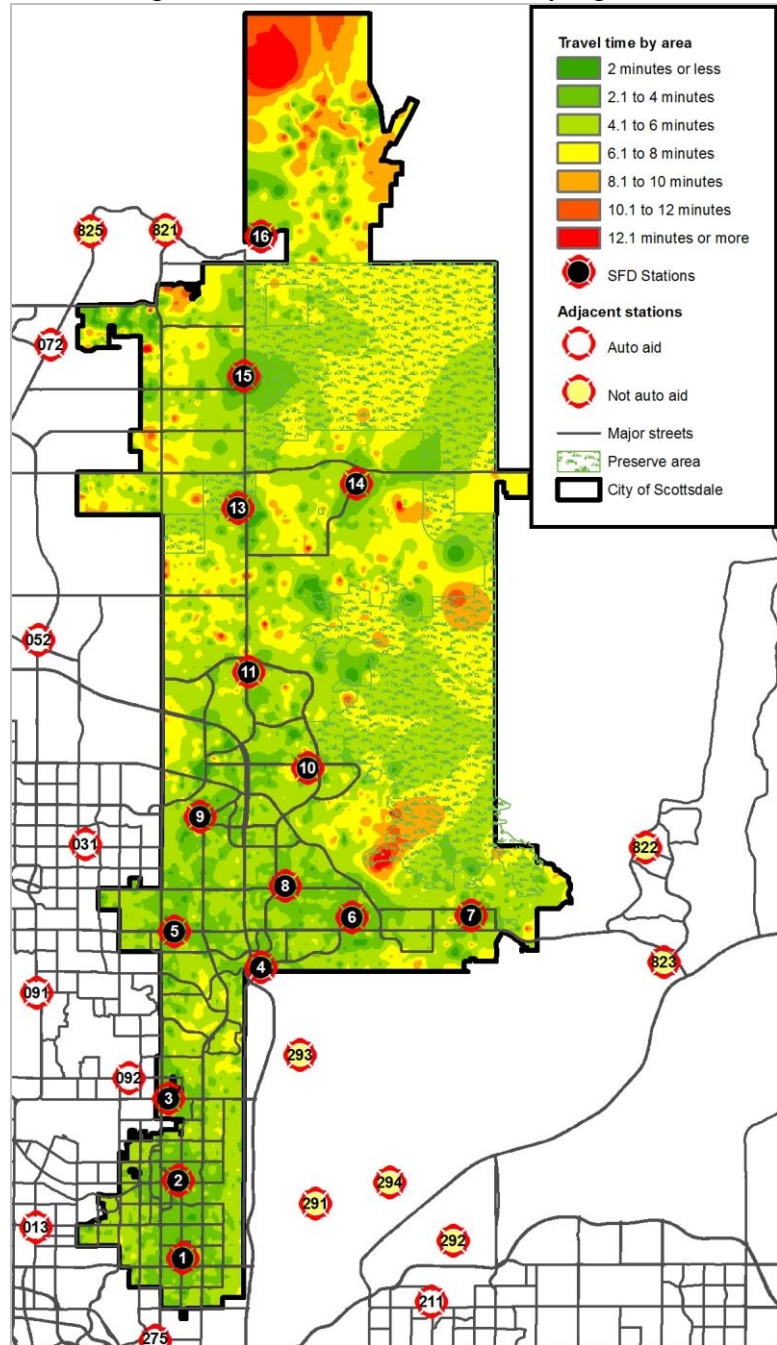 Travel time by area
2 minutes or less
2.1 to 4 minutes
4.1 to 6 minutes
6.1 to 8 minutes
8.1 to 10 minutes
10.1 to 12 minutes
12.1 minutes or more
SFD Stations
Adjacent stations
Auto aid
Not auto aid
Major streets
Preserve area
City of Scottsdale
825
821
16
072
15
14
13
052
11
10
9
031
822
8
6
7
5
823
4
091
293
092
3
2
294
291
013
292
1
211
275